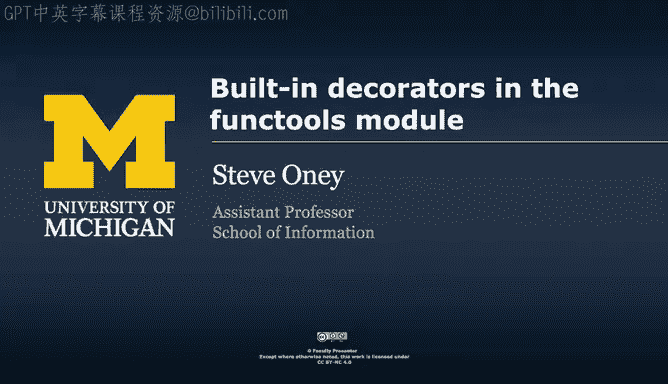 GPT中英字幕课程资源@bilibili.com
Built-in decorators in the
functools module
Steve Oney
Assistant Professor
School of Information
UNIVERSITY OF
MICHIGAN
© Faculty Presenter
Except where otherwise noted, this work is licensed under
CC BY-NC 4.0